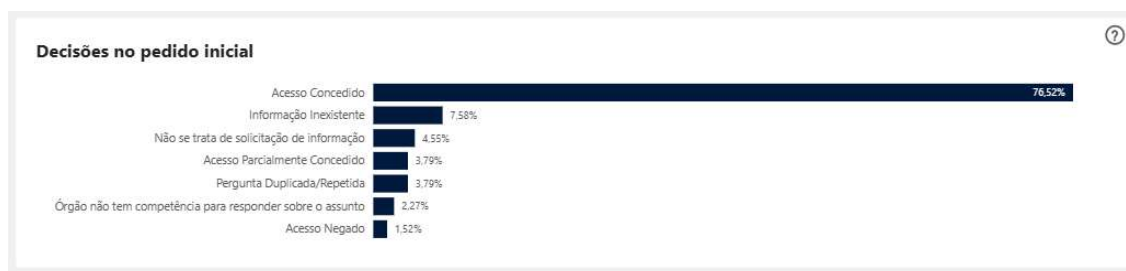 Decisões no pedido inicial
?
Acesso Concedido 76,52%
Informação Inexistente 7,58%
Não se trata de solicitação de informação 4,55%
Acesso Parcialmente Concedido 3,79%
Pergunta Duplicada/Repetida 3,79%
Órgão não tem competência para responder sobre o assunto 2,27%
Acesso Negado 1,52%